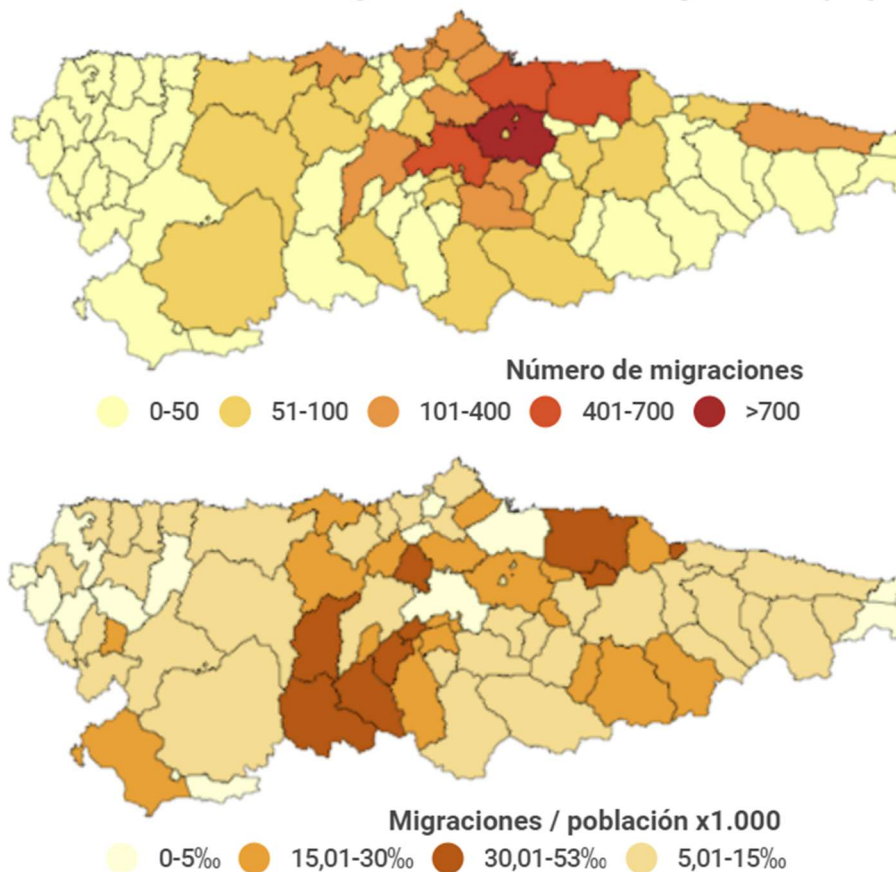 Número de migraciones
0-50 51-100 101-400 401-700 >700
Migraciones / población x1.000
0-5‰ 15,01-30‰ 30,01-53‰ 5,01-15‰